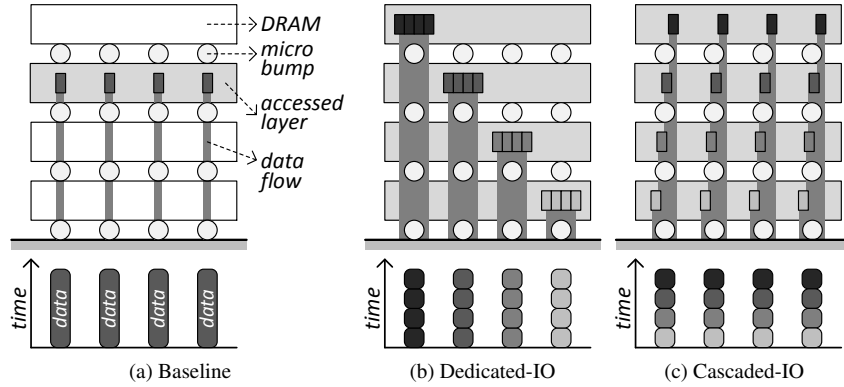 DRAM
micro
bump
accessed
layer
data
flow
time
data
data
data
data
time
time
(a) Baseline
(b) Dedicated-IO
(c) Cascaded-IO